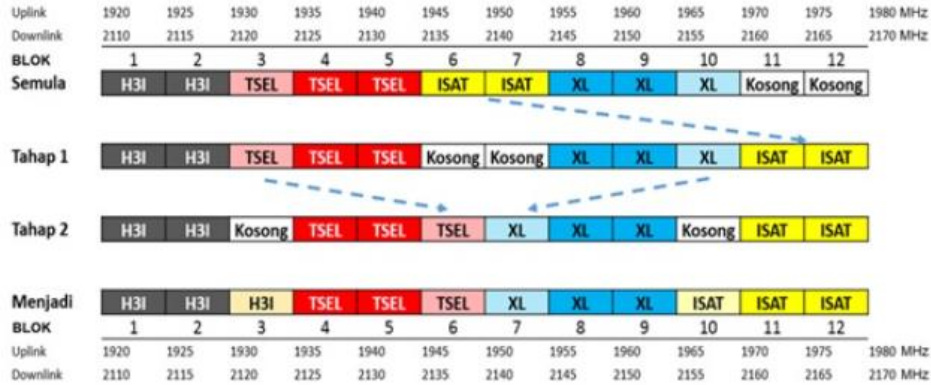 Uplink 1920 1925 1930 1935 1940 1945 1950 1955 1960 1965 1970 1975 1980 MHz
Downlink 2110 2115 2120 2125 2130 2135 2140 2145 2150 2155 2160 2165 2170 MHz
BLOK 1 2 3 4 5 6 7 8 9 10 11 12
Semula H3I H3I TSEL TSEL TSEL ISAT ISAT XL XL XL Kosong Kosong
Tahap 1 H3I H3I TSEL TSEL TSEL Kosong Kosong XL XL XL ISAT ISAT
Tahap 2 H3I H3I Kosong TSEL TSEL TSEL XL XL XL Kosong ISAT ISAT
Menjadi H3I H3I H3I TSEL TSEL TSEL XL XL XL ISAT ISAT ISAT
BLOK 1 2 3 4 5 6 7 8 9 10 11 12
Uplink 1920 1925 1930 1935 1940 1945 1950 1955 1960 1965 1970 1975 1980 MHz
Downlink 2110 2115 2120 2125 2130 2135 2140 2145 2150 2155 2160 2165 2170 MHz